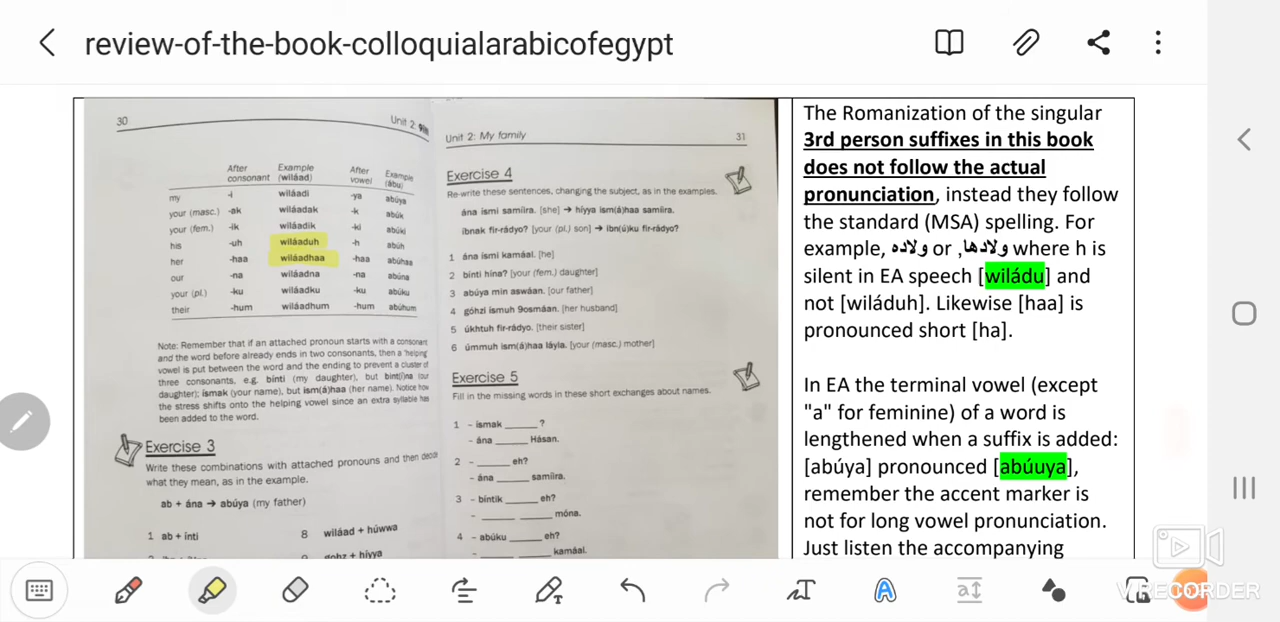 review-of-the-book-colloquialarabicofegypt
30
Unit 2:
After consonant Example (wiláad) After vowel Example (ábu)
my -i wiláadi -ya abúya
your (masc.) -ak wiláadak -k abúk
your (fem.) -ik wiláadik -ki abúki
his -uh wiláaduh -h abúh
her -haa wiláadhaa -haa abúhaa
our -na wiláadna -na abúna
your (pl.) -ku wiláadku -ku abúku
their -hum wiláadhum -hum abúhum
Note: Remember that if an attached pronoun starts with a consonant
and the word before already ends in two consonants, then a 'helping
vowel is put between the word and the ending to prevent a cluster of
three consonants, e.g. bínti (my daughter), but bint(í)na (our
daughter); ísmak (your name), but ism(á)haa (her name). Notice how
the stress shifts onto the helping vowel since an extra syllable has
been added to the word.
Exercise 3
Write these combinations with attached pronouns and then decide
what they mean, as in the example.
ab + ána → abúya (my father)
1 ab + ínti 8 wiláad + húwwa
gohz + híyya
Unit 2: My family 31
Exercise 4
Re-write these sentences, changing the subject, as in the examples.
ána ismi samíira. [she] → híyya ism(á)haa samíira.
íbnak fir-rádyo? [your (pl.) son] → ibn(ú)ku fir-rádyo?
1 ána ismi kamáal. [he]
2 bínti hína? [your (fem.) daughter]
3 abúya min aswáan. [our father]
4 góhzi ismuh 9osmáan. [her husband]
5 úkhtuh fir-rádyo. [their sister]
6 úmmuh ism(á)haa láyla. [your (masc.) mother]
Exercise 5
Fill in the missing words in these short exchanges about names.
1 - ísmak ______ ?
- ána ______ Hásan.
2 - ______ eh?
- ána ______ samíira.
3 - bíntik ______ eh?
- ______ ______ móna.
4 - abúku ______ eh?
- ______ ______ kamáal.
The Romanization of the singular
3rd person suffixes in this book
does not follow the actual
pronunciation, instead they follow
the standard (MSA) spelling. For
example, ولاده or ,ولادها where h is
silent in EA speech [wiládu] and
not [wiláduh]. Likewise [haa] is
pronounced short [ha].
In EA the terminal vowel (except
"a" for feminine) of a word is
lengthened when a suffix is added:
[abúya] pronounced [abúuya],
remember the accent marker is
not for long vowel pronunciation.
Just listen the accompanying
V RECORDER